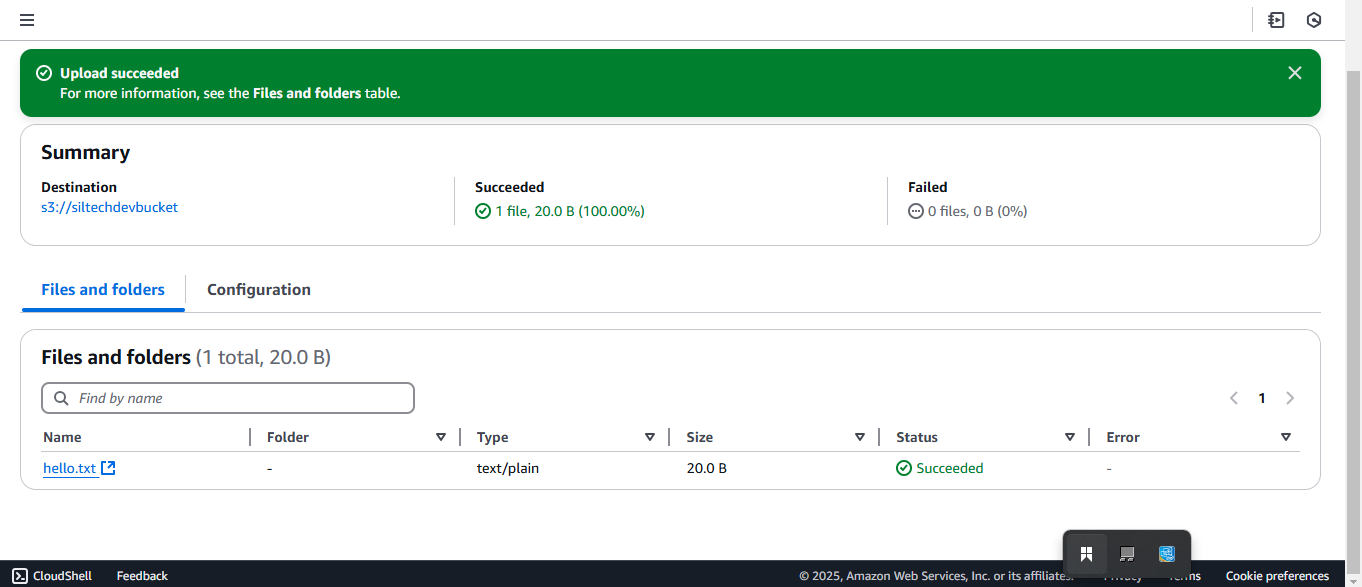 Upload succeeded
For more information, see the Files and folders table.
Summary
Destination
s3://siltechdevbucket
Succeeded
1 file, 20.0 B (100.00%)
Failed
0 files, 0 B (0%)
Files and folders Configuration
Files and folders (1 total, 20.0 B)
Find by name
1
Name Folder Type Size Status Error
hello.txt - text/plain 20.0 B Succeeded -
CloudShell Feedback © 2025, Amazon Web Services, Inc. or its affiliates. Privacy Terms Cookie preferences